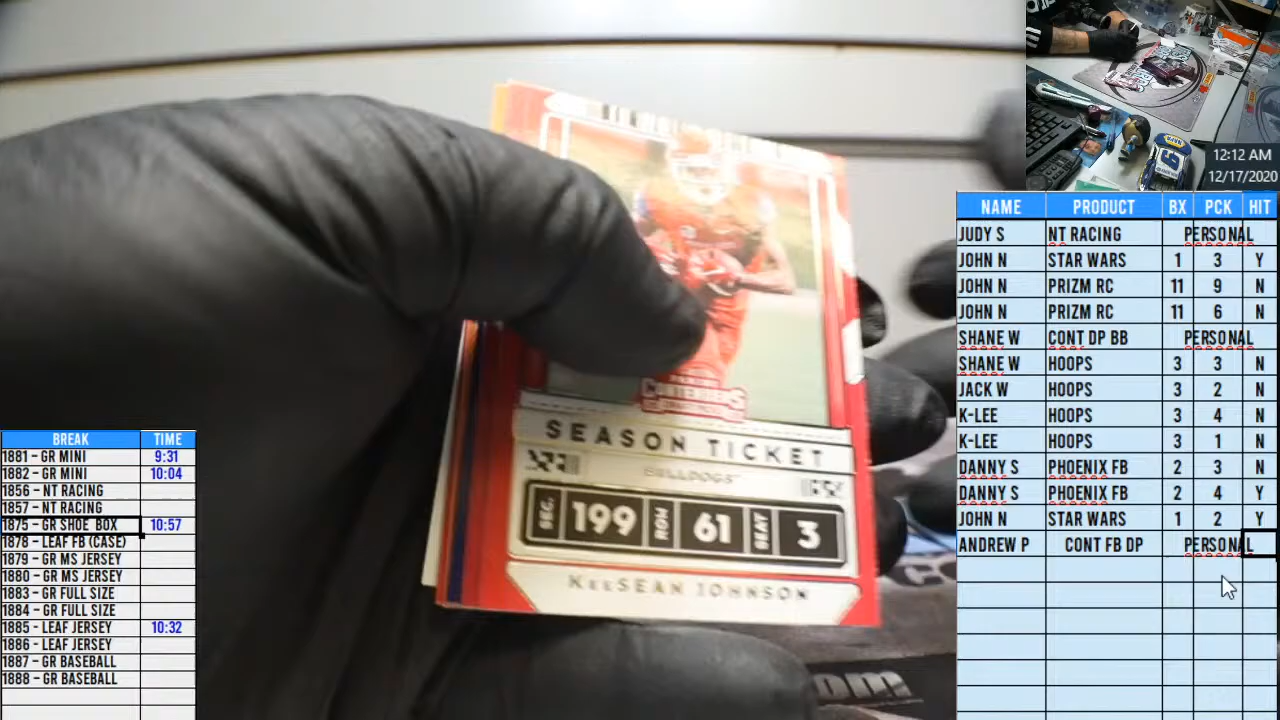 12:12 AM
12/17/2020
NAME PRODUCT BX PCK HIT
JUDY S NT RACING PERSONAL
JOHN N STAR WARS 1 3 Y
JOHN N PRIZM RC 11 9 N
JOHN N PRIZM RC 11 6 N
SHANE W CONT DP BB PERSONAL
SHANE W HOOPS 3 3 N
JACK W HOOPS 3 2 N
K-LEE HOOPS 3 4 N
K-LEE HOOPS 3 1 N
DANNY S PHOENIX FB 2 3 N
DANNY S PHOENIX FB 2 4 Y
JOHN N STAR WARS 1 2 Y
ANDREW P CONT FB DP PERSONAL
CONTENDERS
SEASON TICKET
BULLDOGS
SEC. 199 ROW 61 SEAT 3
KEESEAN JOHNSON
BREAK TIME
1881 – GR MINI 9:31
1882 – GR MINI 10:04
1856 – NT RACING
1857 – NT RACING
1875 – GR SHOE BOX 10:57
1878 – LEAF FB (CASE)
1879 – GR MS JERSEY
1880 – GR MS JERSEY
1883 – GR FULL SIZE
1884 – GR FULL SIZE
1885 – LEAF JERSEY 10:32
1886 – LEAF JERSEY
1887 – GR BASEBALL
1888 – GR BASEBALL